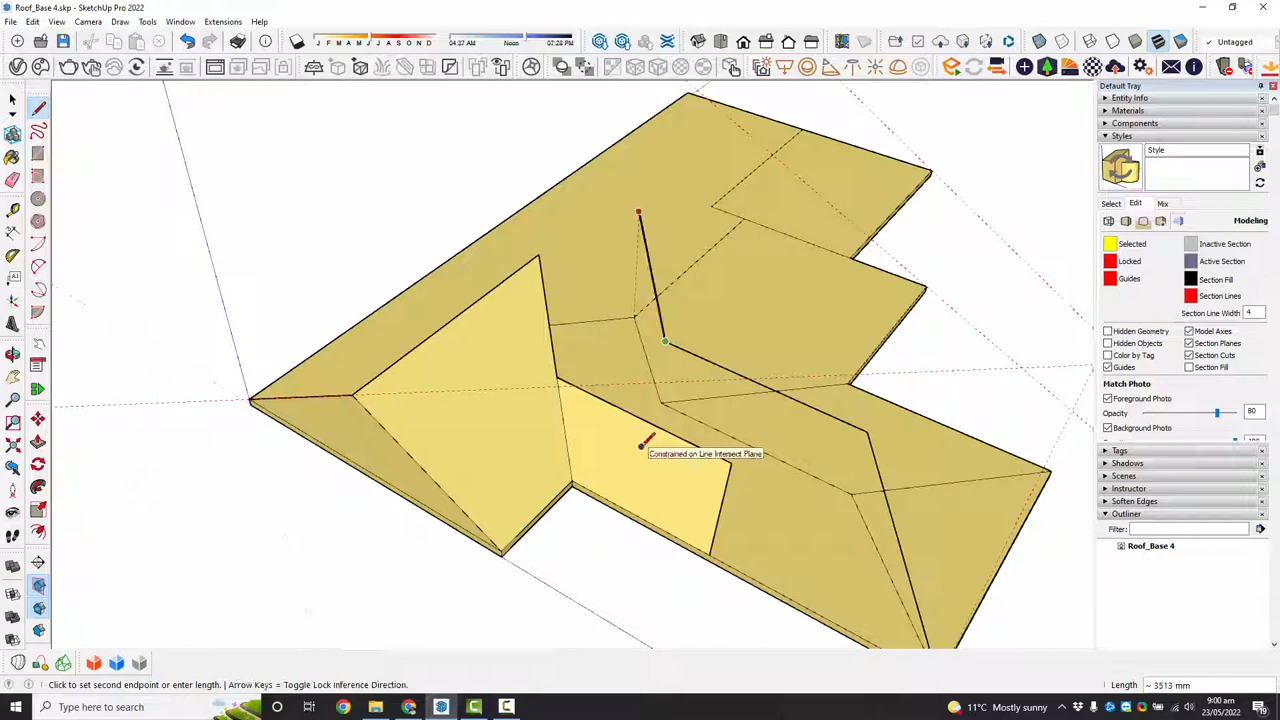 Roof_Base 4.skp - SketchUp Pro 2022
File Edit View Camera Draw Tools Window Extensions Help
J F M A M J J A S O N D
04:37 AM Noon 07:28 PM
Untagged
Default Tray
Entity Info
Materials
Components
Styles
Style
Select Edit Mix
Modeling
Selected Inactive Section
Locked Active Section
Guides Section Fill
Section Lines
Section Line Width 4
Hidden Geometry Model Axes
Hidden Objects Section Planes
Color by Tag Section Cuts
Guides Section Fill
Match Photo
Foreground Photo
Opacity 80
Background Photo
Tags
Shadows
Scenes
Instructor
Soften Edges
Outliner
Filter:
Roof_Base 4
Constrained on Line Intersect Plane
Click to set second endpoint or enter length. | Arrow Keys = Toggle Lock Inference Direction.
Length ~ 3513 mm
Type here to search
11°C Mostly sunny
9:00 am
23/05/2022